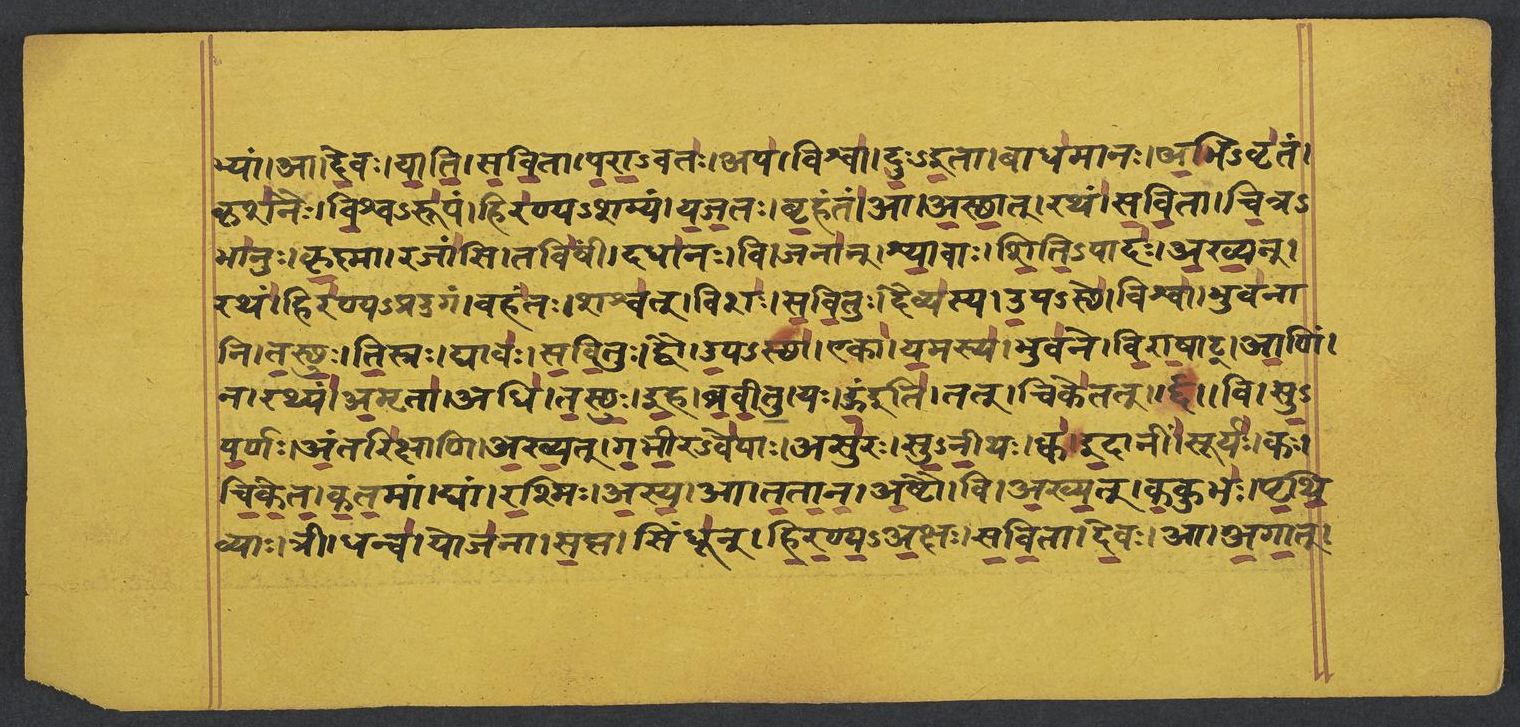 भ्यां।आ।देवः।याति।सविता।पराऽवतः।अप।विश्वा।दुःऽइता।बाधमानः।अभिऽवृतं।
कृशनैः।विश्वऽरूपं।हिरण्यऽशम्यं।यजतः।बृहंतं।आ।अस्थात्।रथं।सविता।चित्रऽ
भानुः।कृष्णा।रजांसि।तविषीं।दधानः।वि।जनान्।श्यावाः।शितिऽपादः।अख्यन्।
रथं।हिरण्यऽप्रउगं।वहंतः।शश्वत्।विशः।सवितुः।दैव्यस्य।उपऽस्थे।विश्वा।भुवना
नि।तस्थुः।तिस्रः।द्यावः।सवितुः।द्वौ।उपऽस्था।एका।यमस्य।भुवने।विराषाट्।आणिं।
न।रथ्यं।अमृता।अधि।तस्थुः।इह।ब्रवीतु।यः।ऊंइति।तत्।चिकेतत्।।६।।वि।सुऽ
पर्णः।अंतरिक्षाणि।अख्यत्।गभीरऽवेपाः।असुरः।सुऽनीथः।क्व।इदानीं।सूर्यः।कः।
चिकेत।कतमां।द्यां।रश्मिः।अस्य।आ।ततान।अष्टौ।वि।अख्यत्।ककुभः।पृथि
व्याः।त्री।धन्व।योजना।सप्त।सिंधून्।हिरण्यऽअक्षः।सविता।देवः।आ।अगात्।